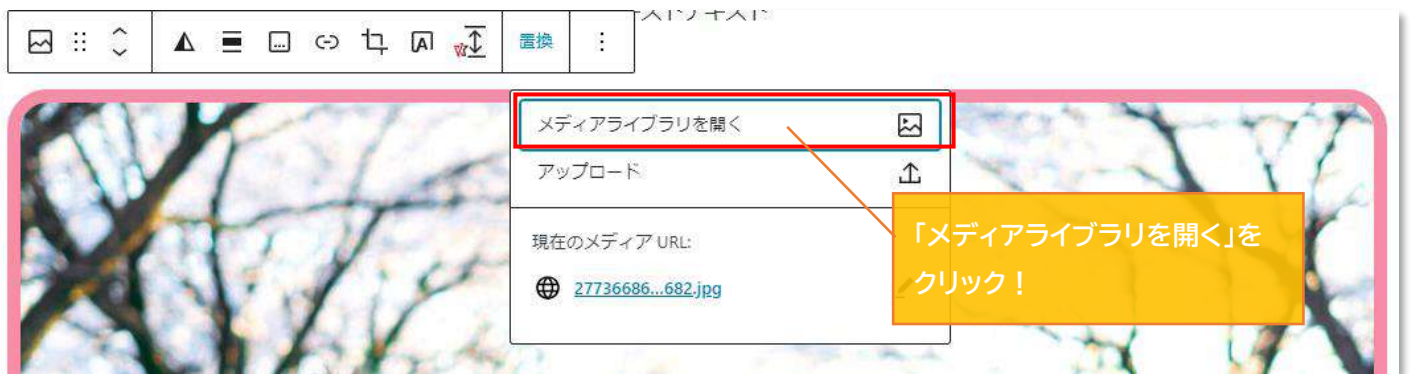 置換
メディアライブラリを開く
アップロード
現在のメディア URL:
27736686...682.jpg
「メディアライブラリを開く」を
クリック！